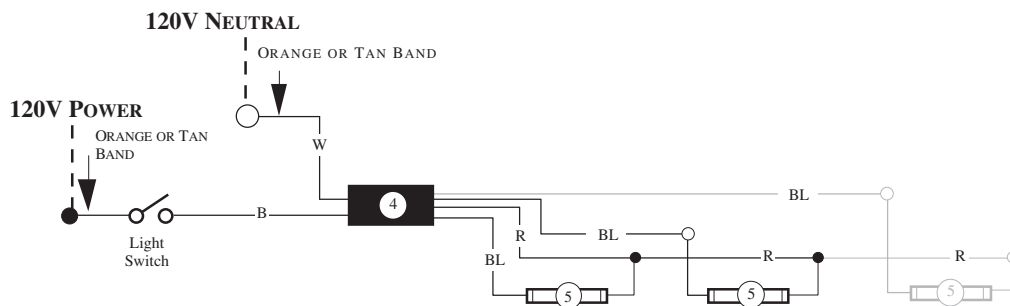 120V NEUTRAL
ORANGE OR TAN BAND
120V POWER
ORANGE OR TAN
BAND
W
4
BL
B
Light
Switch
R
BL
R
R
BL
5
5
5